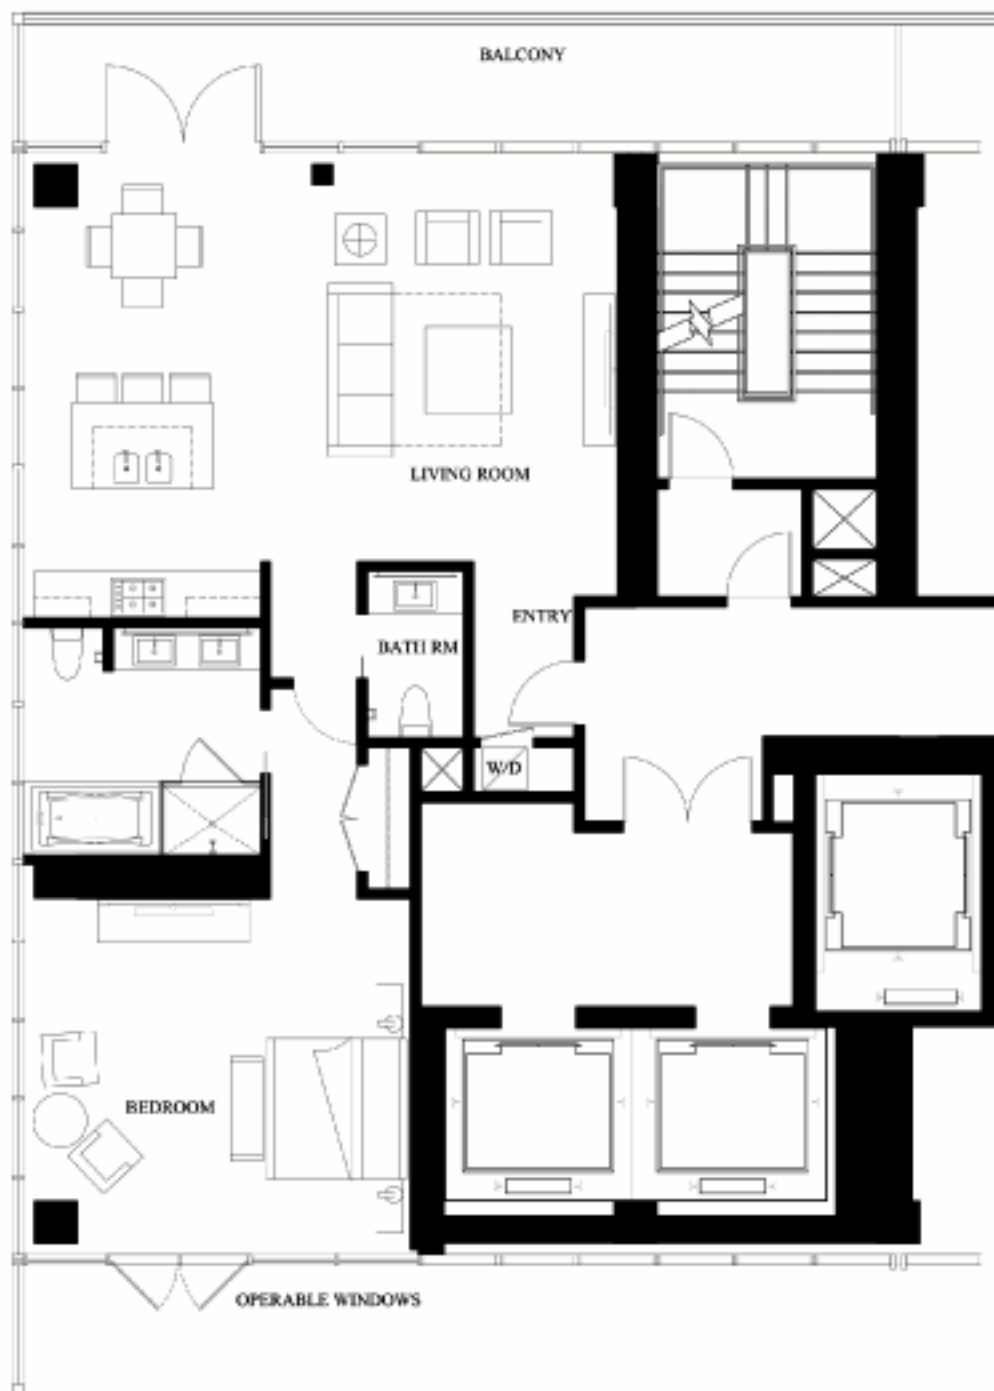 BALCONY
LIVING ROOM
ENTRY
BATH RM
W/D
BEDROOM
OPERABLE WINDOWS